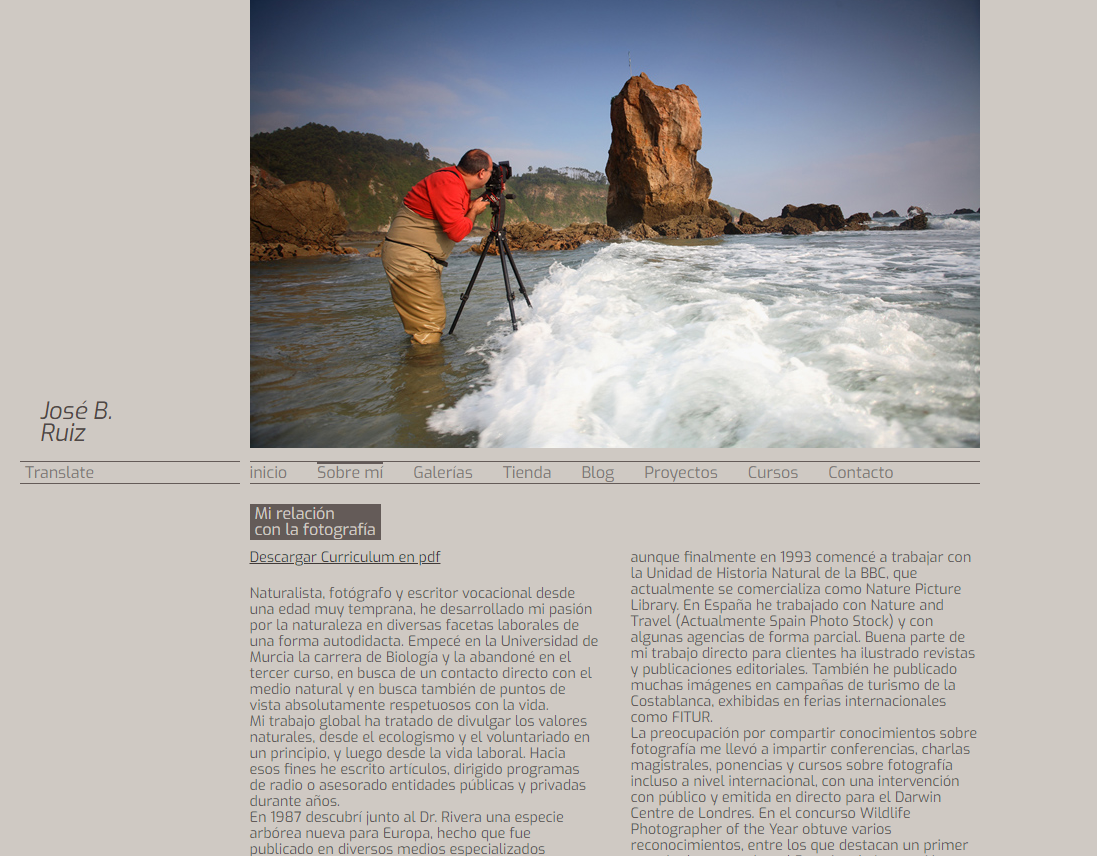 José B.
Ruiz
Translate
inicio Sobre mí Galerías Tienda Blog Proyectos Cursos Contacto
Mi relación
con la fotografía
Descargar Curriculum en pdf
Naturalista, fotógrafo y escritor vocacional desde
una edad muy temprana, he desarrollado mi pasión
por la naturaleza en diversas facetas laborales de
una forma autodidacta. Empecé en la Universidad de
Murcia la carrera de Biología y la abandoné en el
tercer curso, en busca de un contacto directo con el
medio natural y en busca también de puntos de
vista absolutamente respetuosos con la vida.
Mi trabajo global ha tratado de divulgar los valores
naturales, desde el ecologismo y el voluntariado en
un principio, y luego desde la vida laboral. Hacia
esos fines he escrito artículos, dirigido programas
de radio o asesorado entidades públicas y privadas
durante años.
En 1987 descubrí junto al Dr. Rivera una especie
arbórea nueva para Europa, hecho que fue
publicado en diversos medios especializados
aunque finalmente en 1993 comencé a trabajar con
la Unidad de Historia Natural de la BBC, que
actualmente se comercializa como Nature Picture
Library. En España he trabajado con Nature and
Travel (Actualmente Spain Photo Stock) y con
algunas agencias de forma parcial. Buena parte de
mi trabajo directo para clientes ha ilustrado revistas
y publicaciones editoriales. También he publicado
muchas imágenes en campañas de turismo de la
Costablanca, exhibidas en ferias internacionales
como FITUR.
La preocupación por compartir conocimientos sobre
fotografía me llevó a impartir conferencias, charlas
magistrales, ponencias y cursos sobre fotografía
incluso a nivel internacional, con una intervención
con público y emitida en directo para el Darwin
Centre de Londres. En el concurso Wildlife
Photographer of the Year obtuve varios
reconocimientos, entre los que destacan un primer